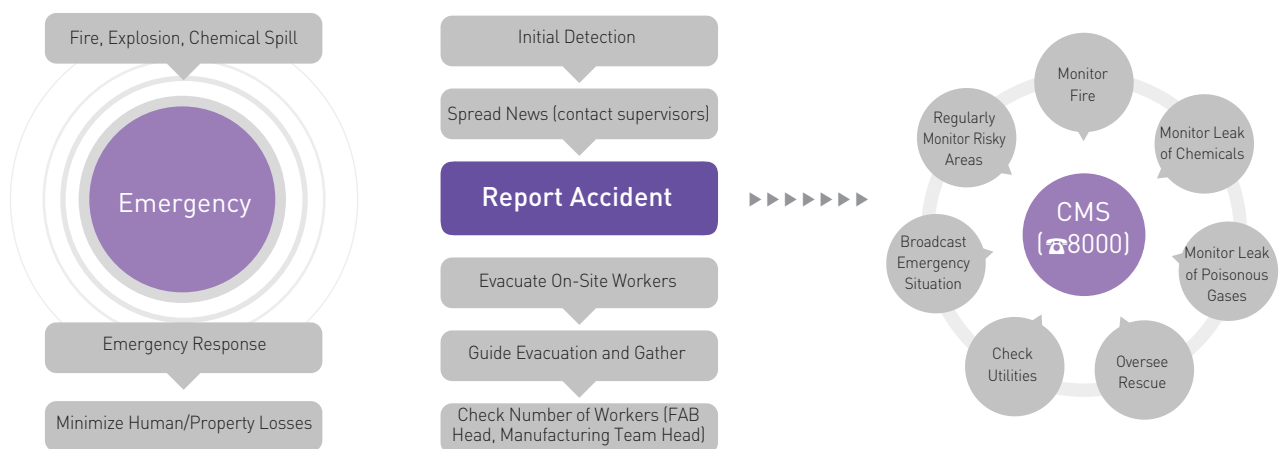 Fire, Explosion, Chemical Spill
Emergency
Emergency Response
Minimize Human/Property Losses
Initial Detection
Spread News (contact supervisors)
Report Accident
Evacuate On-Site Workers
Guide Evacuation and Gather
Check Number of Workers (FAB
Head, Manufacturing Team Head)
Monitor
Fire
Monitor Leak
of Chemicals
Monitor Leak
of Poisonous
Gases
Oversee
Rescue
Check
Utilities
Broadcast
Emergency
Situation
Regularly
Monitor Risky
Areas
CMS
(☎8000)